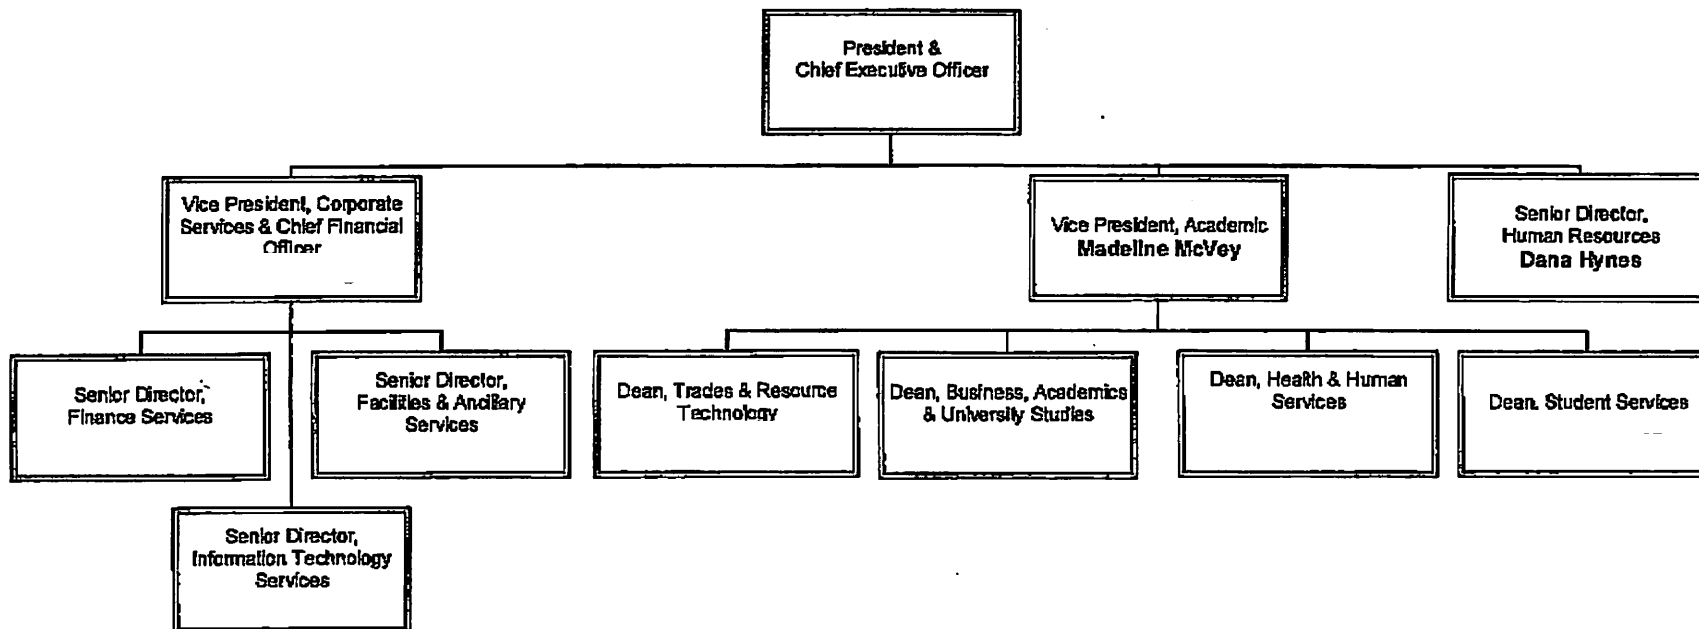 President &
Chief Executive Officer
Vice President, Corporate
Services & Chief Financial
Officer
Vice President, Academic
Madeline McVey
Senior Director,
Human Resources
Dana Hynes
Senior Director,
Finance Services
Senior Director,
Facilities & Ancillary
Services
Dean, Trades & Resource
Technology
Dean, Business, Academics
& University Studies
Dean, Health & Human
Services
Dean, Student Services
Senior Director,
Information Technology
Services